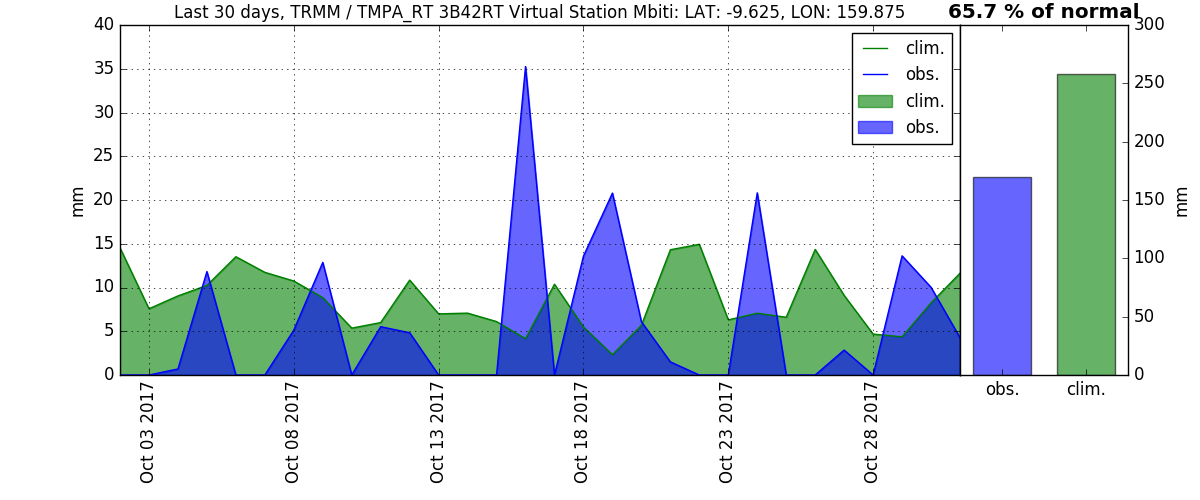 Last 30 days, TRMM / TMPA_RT 3B42RT Virtual Station Mbiti: LAT: -9.625, LON: 159.875
65.7 % of normal
40
35
30
25
20
15
10
5
0
mm
clim.
obs.
clim.
obs.
Oct 03 2017
Oct 08 2017
Oct 13 2017
Oct 18 2017
Oct 23 2017
Oct 28 2017
300
250
200
150
100
50
0
mm
obs.
clim.